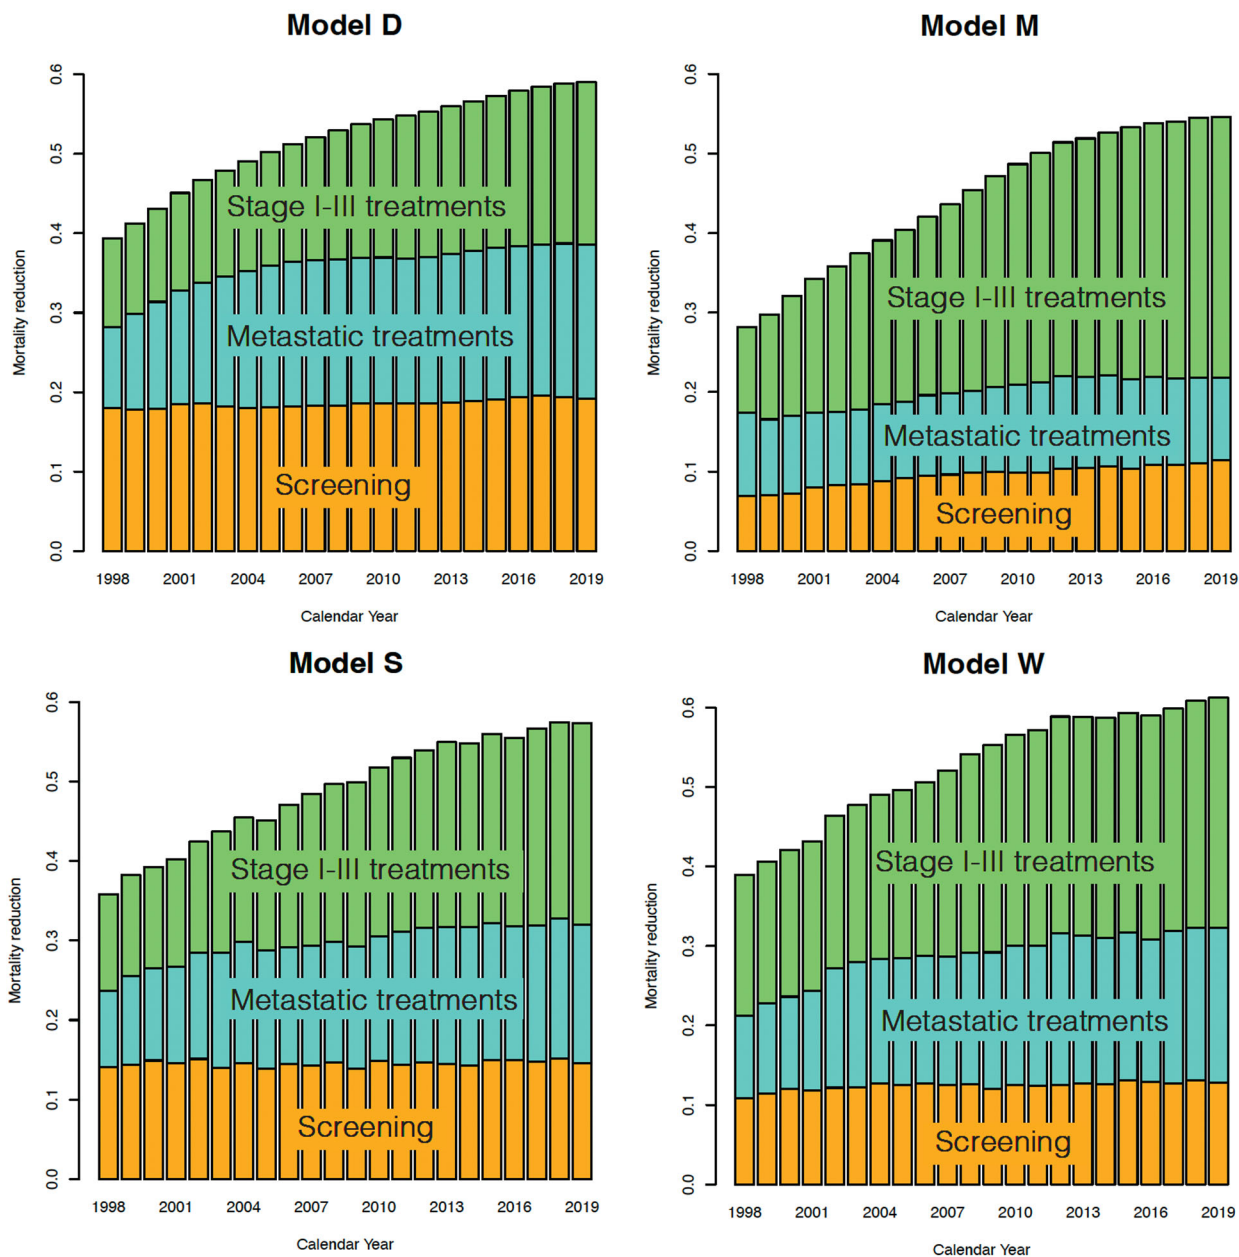 Model D
Mortality reduction
0.0 0.1 0.2 0.3 0.4 0.5 0.6
Stage I-III treatments
Metastatic treatments
Screening
1998 2001 2004 2007 2010 2013 2016 2019
Calendar Year
Model M
Mortality reduction
0.0 0.1 0.2 0.3 0.4 0.5 0.6
Stage I-III treatments
Metastatic treatments
Screening
1998 2001 2004 2007 2010 2013 2016 2019
Calendar Year
Model S
Mortality reduction
0.0 0.1 0.2 0.3 0.4 0.5 0.6
Stage I-III treatments
Metastatic treatments
Screening
1998 2001 2004 2007 2010 2013 2016 2019
Calendar Year
Model W
Mortality reduction
0.0 0.1 0.2 0.3 0.4 0.5 0.6
Stage I-III treatments
Metastatic treatments
Screening
1998 2001 2004 2007 2010 2013 2016 2019
Calendar Year